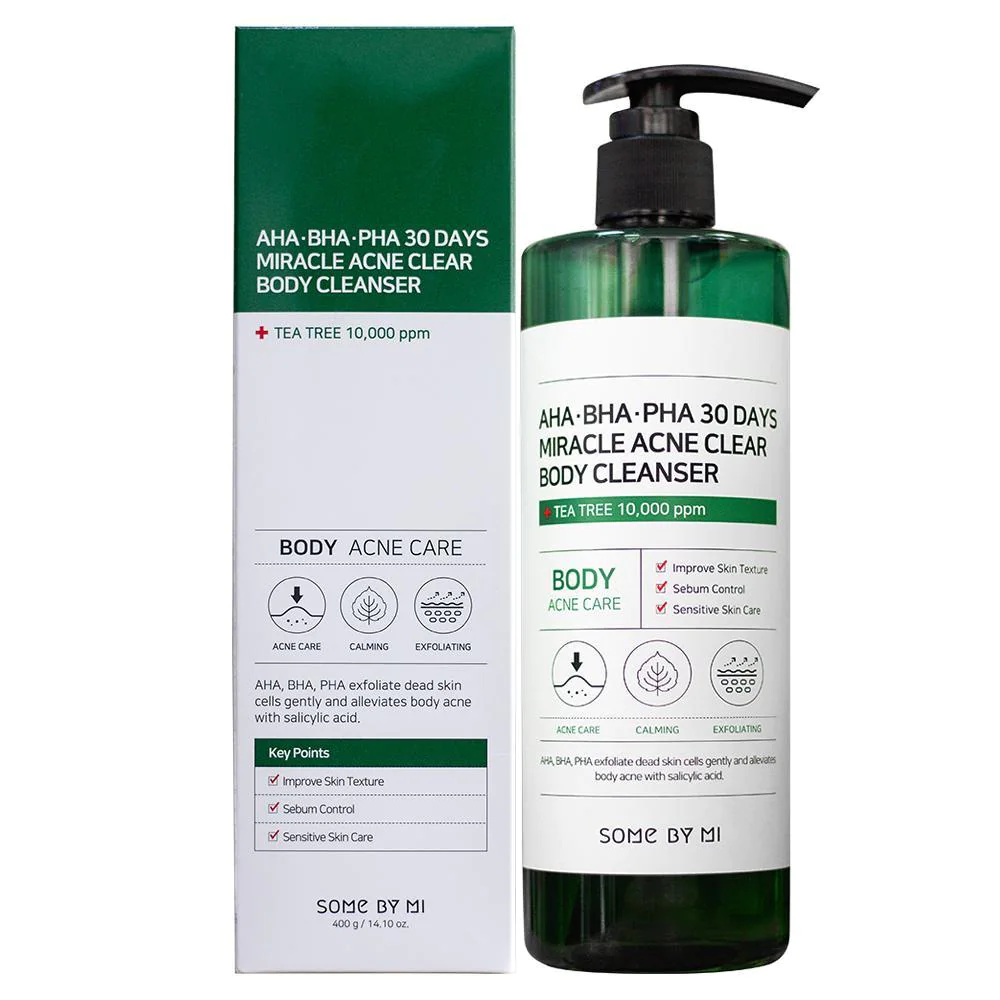 AHA·BHA·PHA 30 DAYS
MIRACLE ACNE CLEAR
BODY CLEANSER
+ TEA TREE 10,000 ppm
BODY ACNE CARE
ACNE CARE
CALMING
EXFOLIATING
AHA, BHA, PHA exfoliate dead skin
cells gently and alleviates body acne
with salicylic acid.
Key Points
Improve Skin Texture
Sebum Control
Sensitive Skin Care
SOME BY MI
400 g / 14.10 oz.
AHA·BHA·PHA 30 DAYS
MIRACLE ACNE CLEAR
BODY CLEANSER
+ TEA TREE 10,000 ppm
BODY
ACNE CARE
Improve Skin Texture
Sebum Control
Sensitive Skin Care
ACNE CARE
CALMING
EXFOLIATING
AHA, BHA, PHA exfoliate dead skin cells gently and alleviates
body acne with salicylic acid.
SOME BY MI